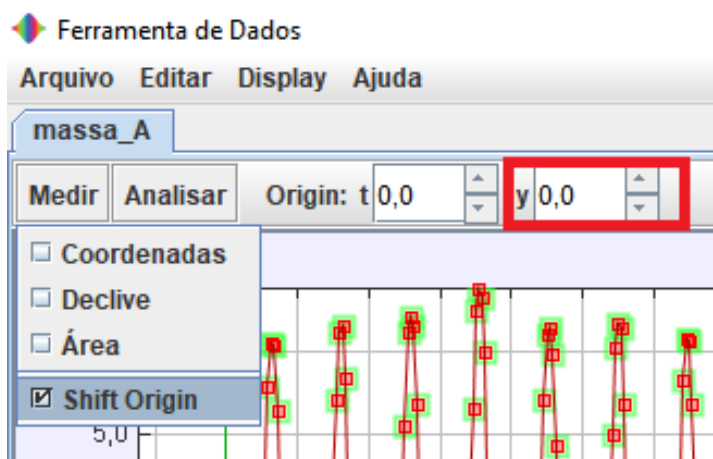 Ferramenta de Dados
Arquivo Editar Display Ajuda
massa_A
Medir Analisar Origin: t 0,0 y 0,0
Coordenadas
Declive
Área
Shift Origin
5,0